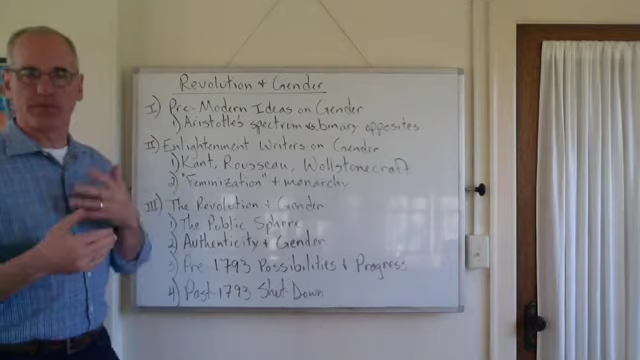 Revolution + Gender
I) Pre-Modern Ideas on Gender
1) Aristotle's spectrum vs binary opposites
II) Enlightenment Writers on Gender
1) Kant, Rousseau, Wollstonecraft
2) "Feminization" + monarchy
III) The Revolution + Gender
1) The Public Sphere
2) Authenticity + Gender
3) Pre-1793 Possibilities + Progress
4) Post-1793 Shut Down